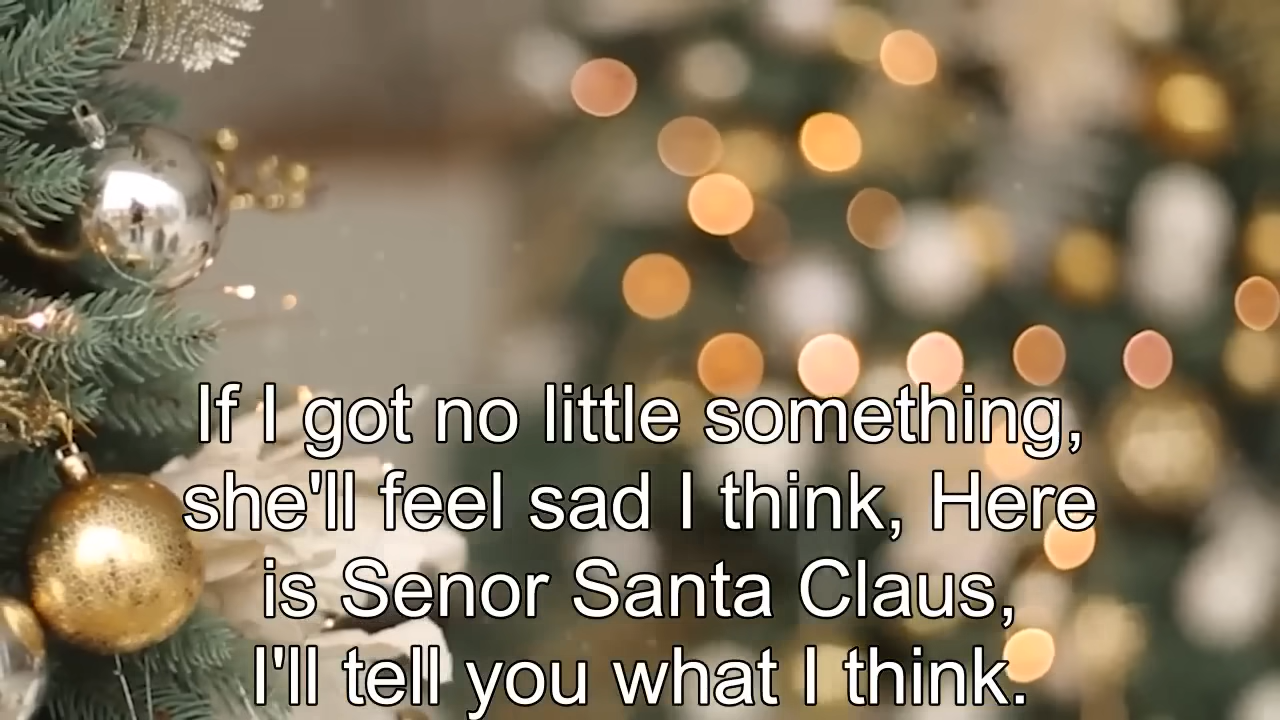 If I got no little something,
she'll feel sad I think, Here
is Senor Santa Claus,
I'll tell you what I think.